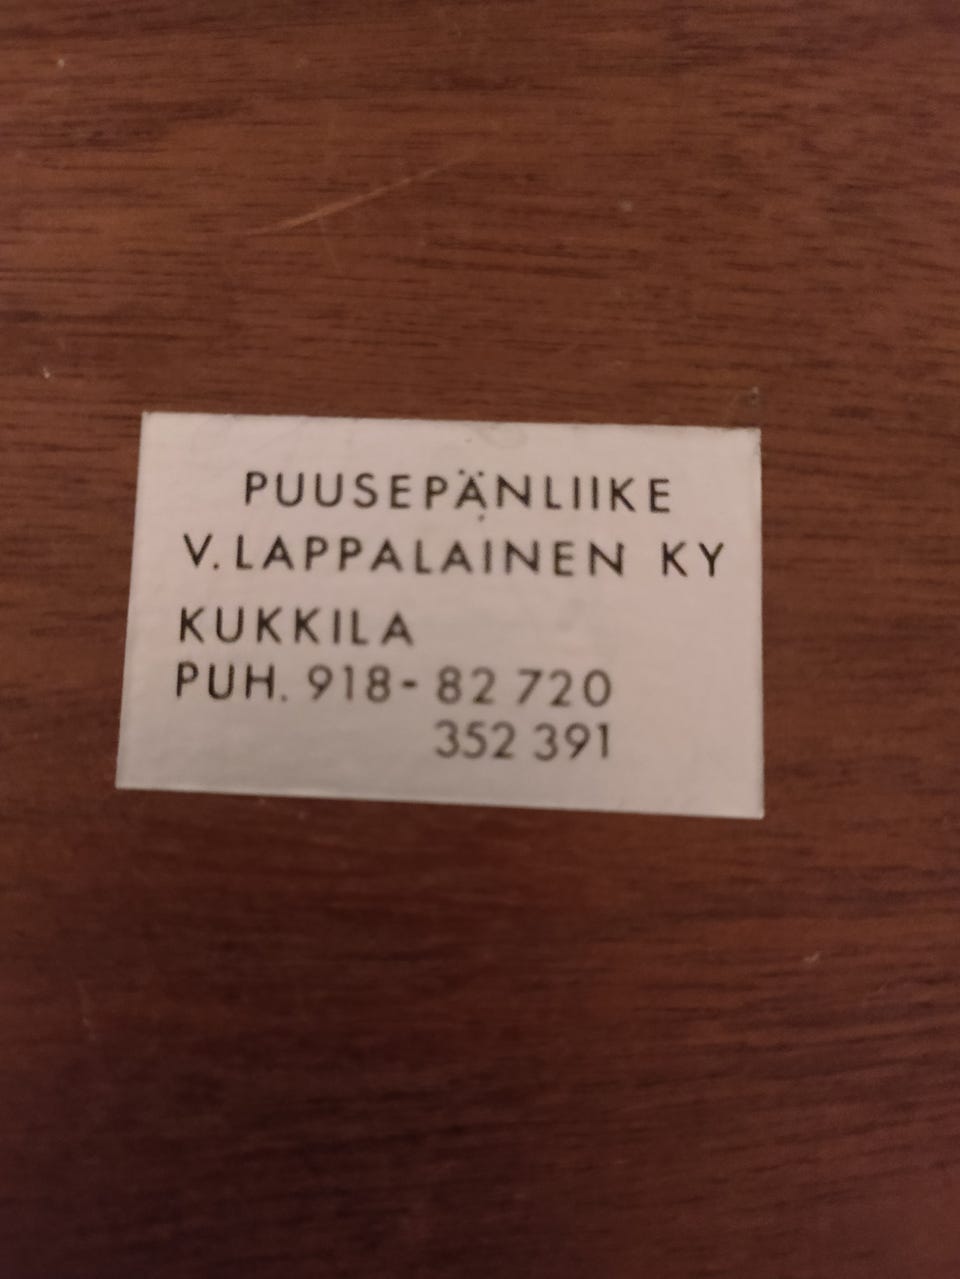 PUUSEPÄNLIIKE
V. LAPPALAINEN KY
KUKKILA
PUH. 918- 82 720
352 391